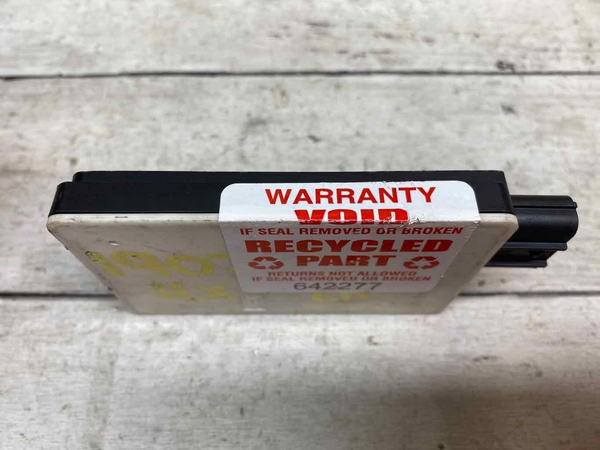 WARRANTY
VOID
IF SEAL REMOVED OR BROKEN
RECYCLED
PART
RETURNS NOT ALLOWED
IF SEAL REMOVED OR BROKEN
642277